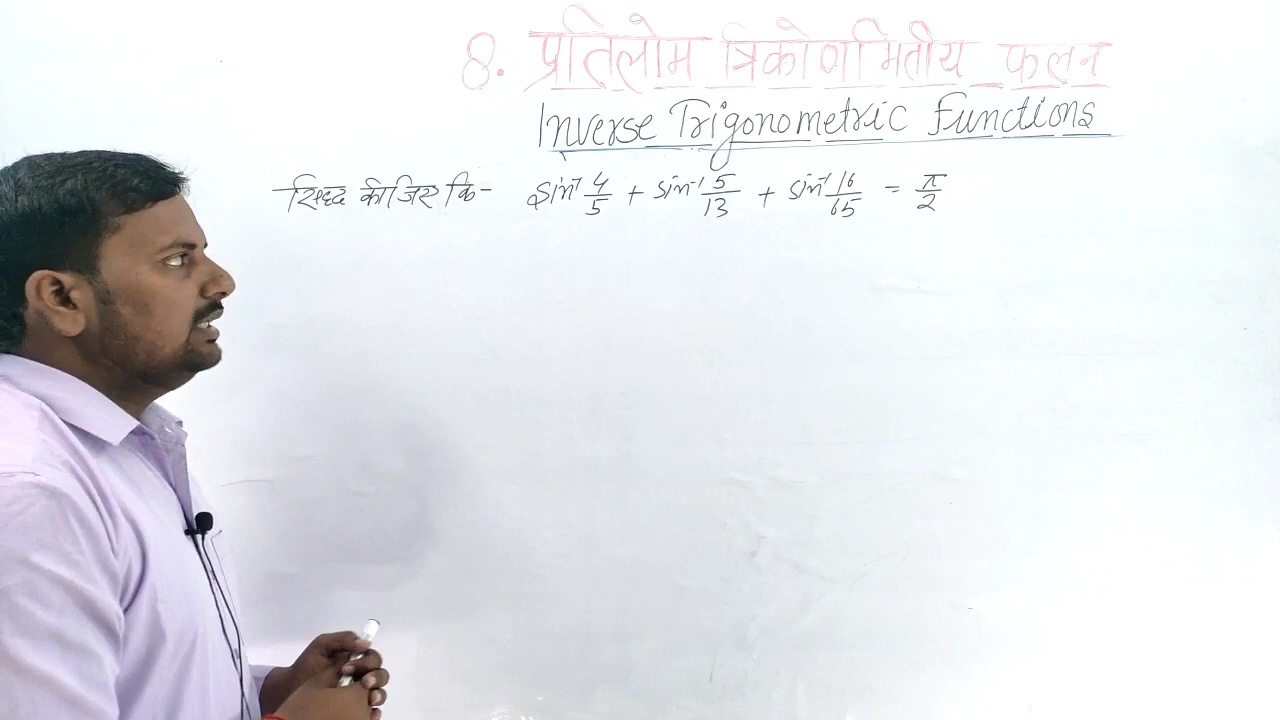 8. प्रतिलोम त्रिकोणमितीय फलन
Inverse Trigonometric Functions
सिध्द कीजिए कि- sin⁻¹ 4/5 + sin⁻¹ 5/13 + sin⁻¹ 16/65 = π/2